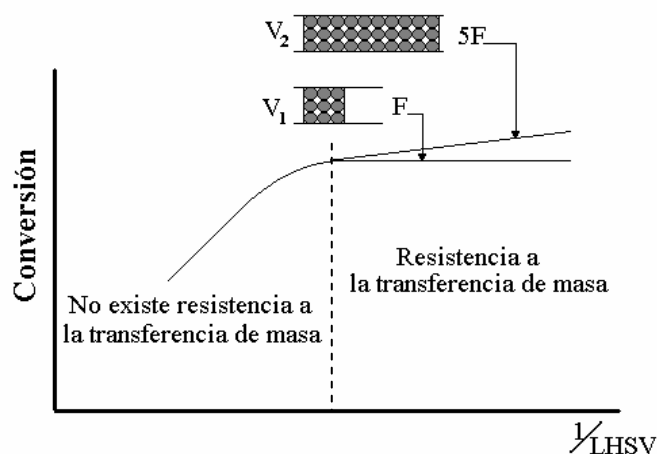 V2
5F
V1
F
Conversión
Resistencia a
la transferencia de masa
No existe resistencia a
la transferencia de masa
1/LHSV